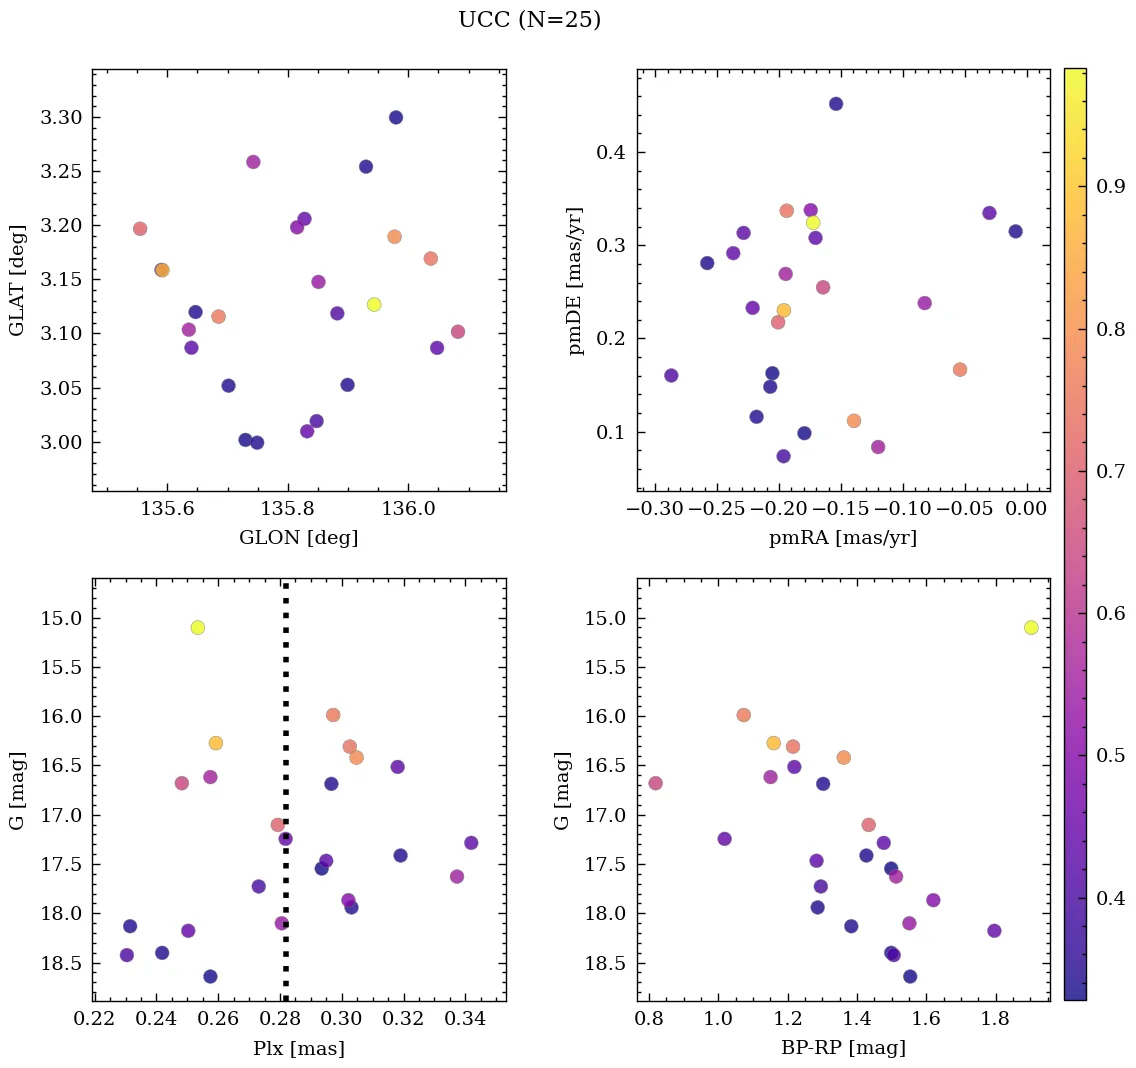 UCC (N=25)
3.30
3.25
3.20
3.15
3.10
3.05
3.00
GLAT [deg]
135.6 135.8 136.0
GLON [deg]
0.4
0.3
0.2
0.1
pmDE [mas/yr]
−0.30 −0.25 −0.20 −0.15 −0.10 −0.05 0.00
pmRA [mas/yr]
0.9
0.8
0.7
0.6
0.5
0.4
15.0
15.5
16.0
16.5
17.0
17.5
18.0
18.5
G [mag]
0.22 0.24 0.26 0.28 0.30 0.32 0.34
Plx [mas]
15.0
15.5
16.0
16.5
17.0
17.5
18.0
18.5
G [mag]
0.8 1.0 1.2 1.4 1.6 1.8
BP-RP [mag]